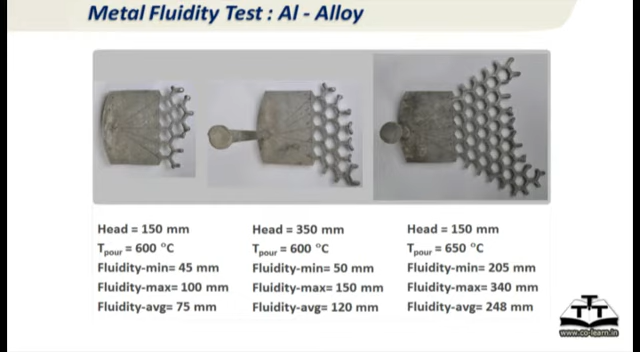 Metal Fluidity Test : Al - Alloy
Head = 150 mm
Tpour = 600 °C
Fluidity-min= 45 mm
Fluidity-max= 100 mm
Fluidity-avg= 75 mm
Head = 350 mm
Tpour = 600 °C
Fluidity-min= 50 mm
Fluidity-max= 150 mm
Fluidity-avg= 120 mm
Head = 150 mm
Tpour = 650 °C
Fluidity-min= 205 mm
Fluidity-max= 340 mm
Fluidity-avg= 248 mm
TTT
www.co-learn.in